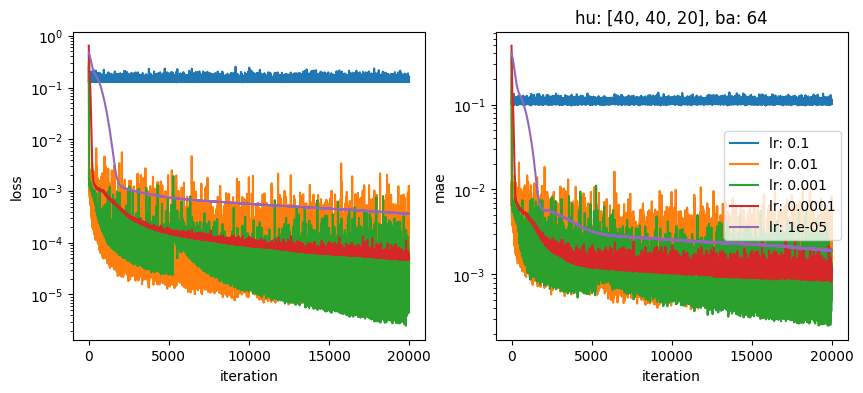 hu: [40, 40, 20], ba: 64
10⁰
10⁻¹
10⁻²
10⁻³
10⁻⁴
10⁻⁵
loss
0
5000
10000
15000
20000
iteration
10⁻¹
10⁻²
10⁻³
mae
lr: 0.1
lr: 0.01
lr: 0.001
lr: 0.0001
lr: 1e-05
0
5000
10000
15000
20000
iteration